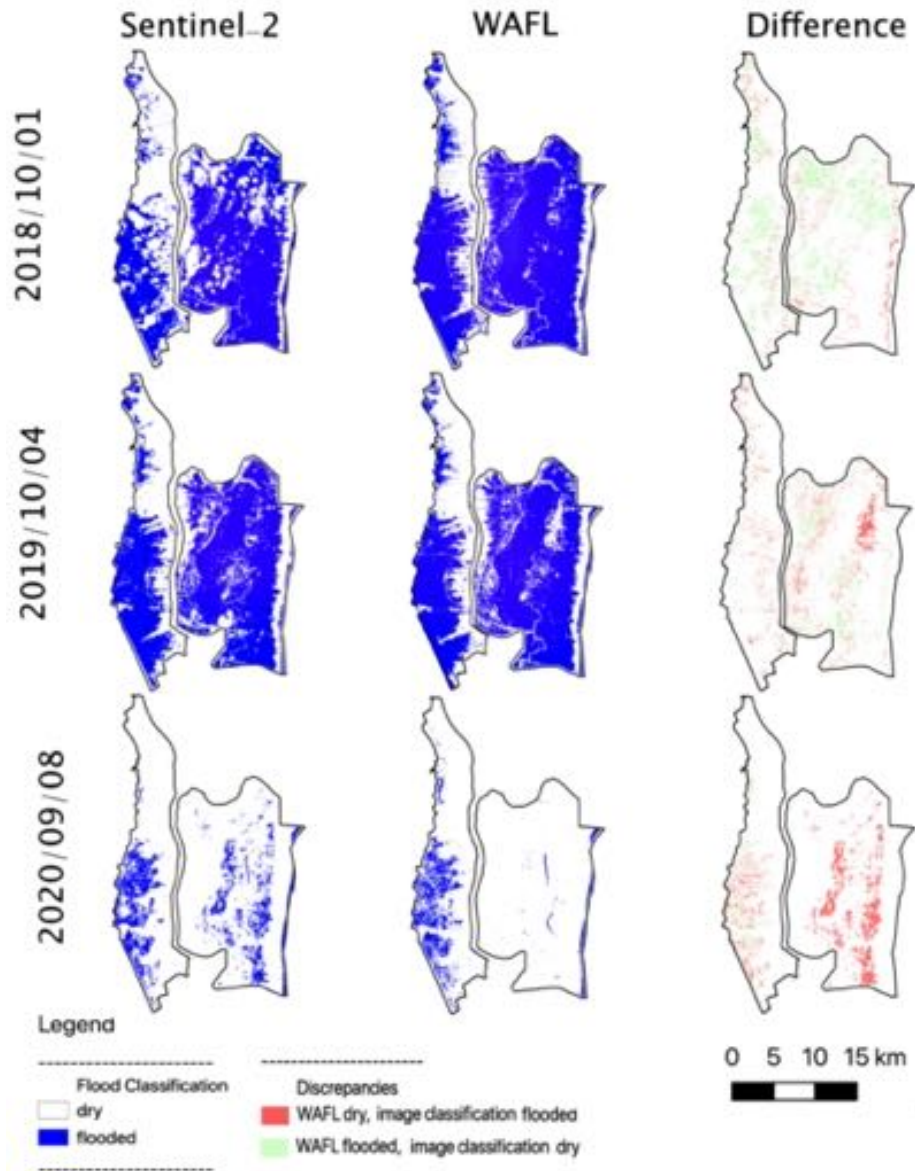 Sentinel_2 WAFL Difference
2018/10/01
2019/10/04
2020/09/08
Legend
Flood Classification
dry
flooded
Discrepancies
WAFL dry, image classification flooded
WAFL flooded, image classification dry
0 5 10 15 km